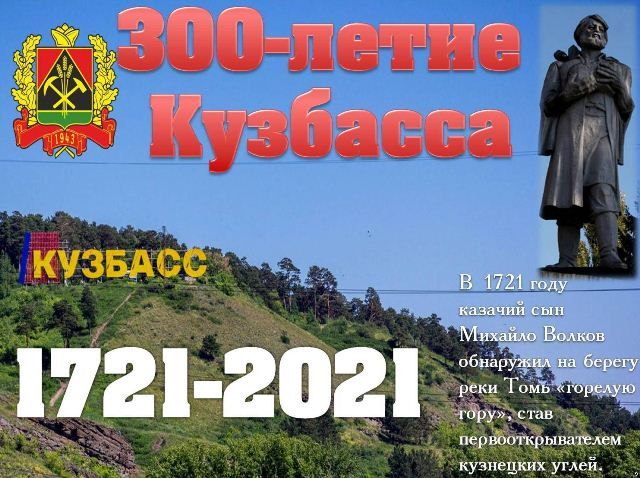 300-летие
Кузбасса
1943
КУЗБАСС
1721-2021
В 1721 году
казачий сын
Михайло Волков
обнаружил на берегу
реки Томь «горелую
гору», став
первооткрывателем
кузнецких углей.